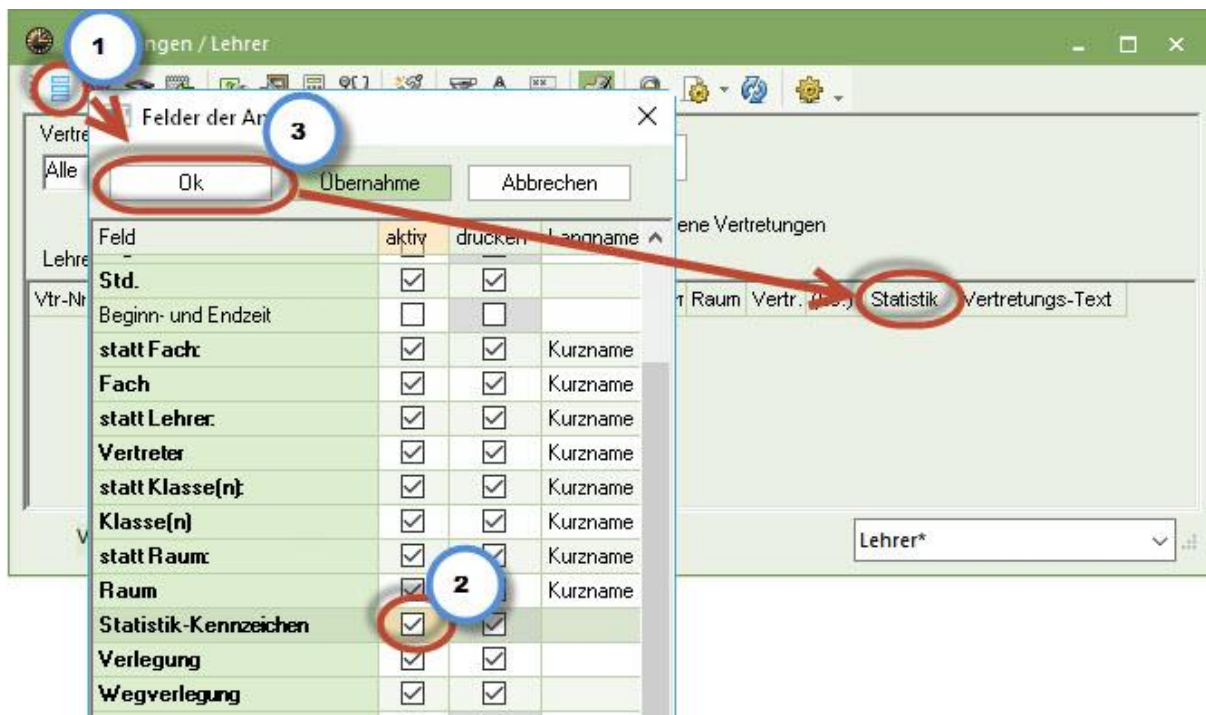 1
ngen / Lehrer
3
Felder der An
Vertre
Alle
Ok Übernahme Abbrechen
ene Vertretungen
Lehre
Feld aktiv drucken Langname
Vtr-Nr Raum Vertr. Statistik Vertretungs-Text
Std.
Beginn- und Endzeit
statt Fach: Kurzname
Fach Kurzname
statt Lehrer: Kurzname
Vertreter Kurzname
statt Klasse(n): Kurzname
Klasse(n) Kurzname
statt Raum: Kurzname
Raum Kurzname
2
Statistik-Kennzeichen
Verlegung
Wegverlegung
V
Lehrer*